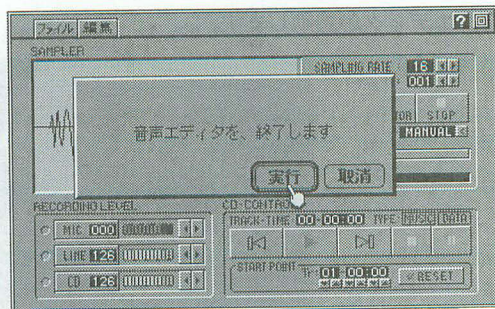 ファイル 編集 ?
SAMPLER
SAMPLING RATE : 16
: 001
STOP
MANUAL
音声エディタを、終了します
実行 取消
RECORDING LEVEL
MIC 000
LINE 126
CD 126
CD-CONTROL
TRACK-TIME 00-00:00 TYPE MUSIC DATA
START POINT Tr:01 00:00
RESET